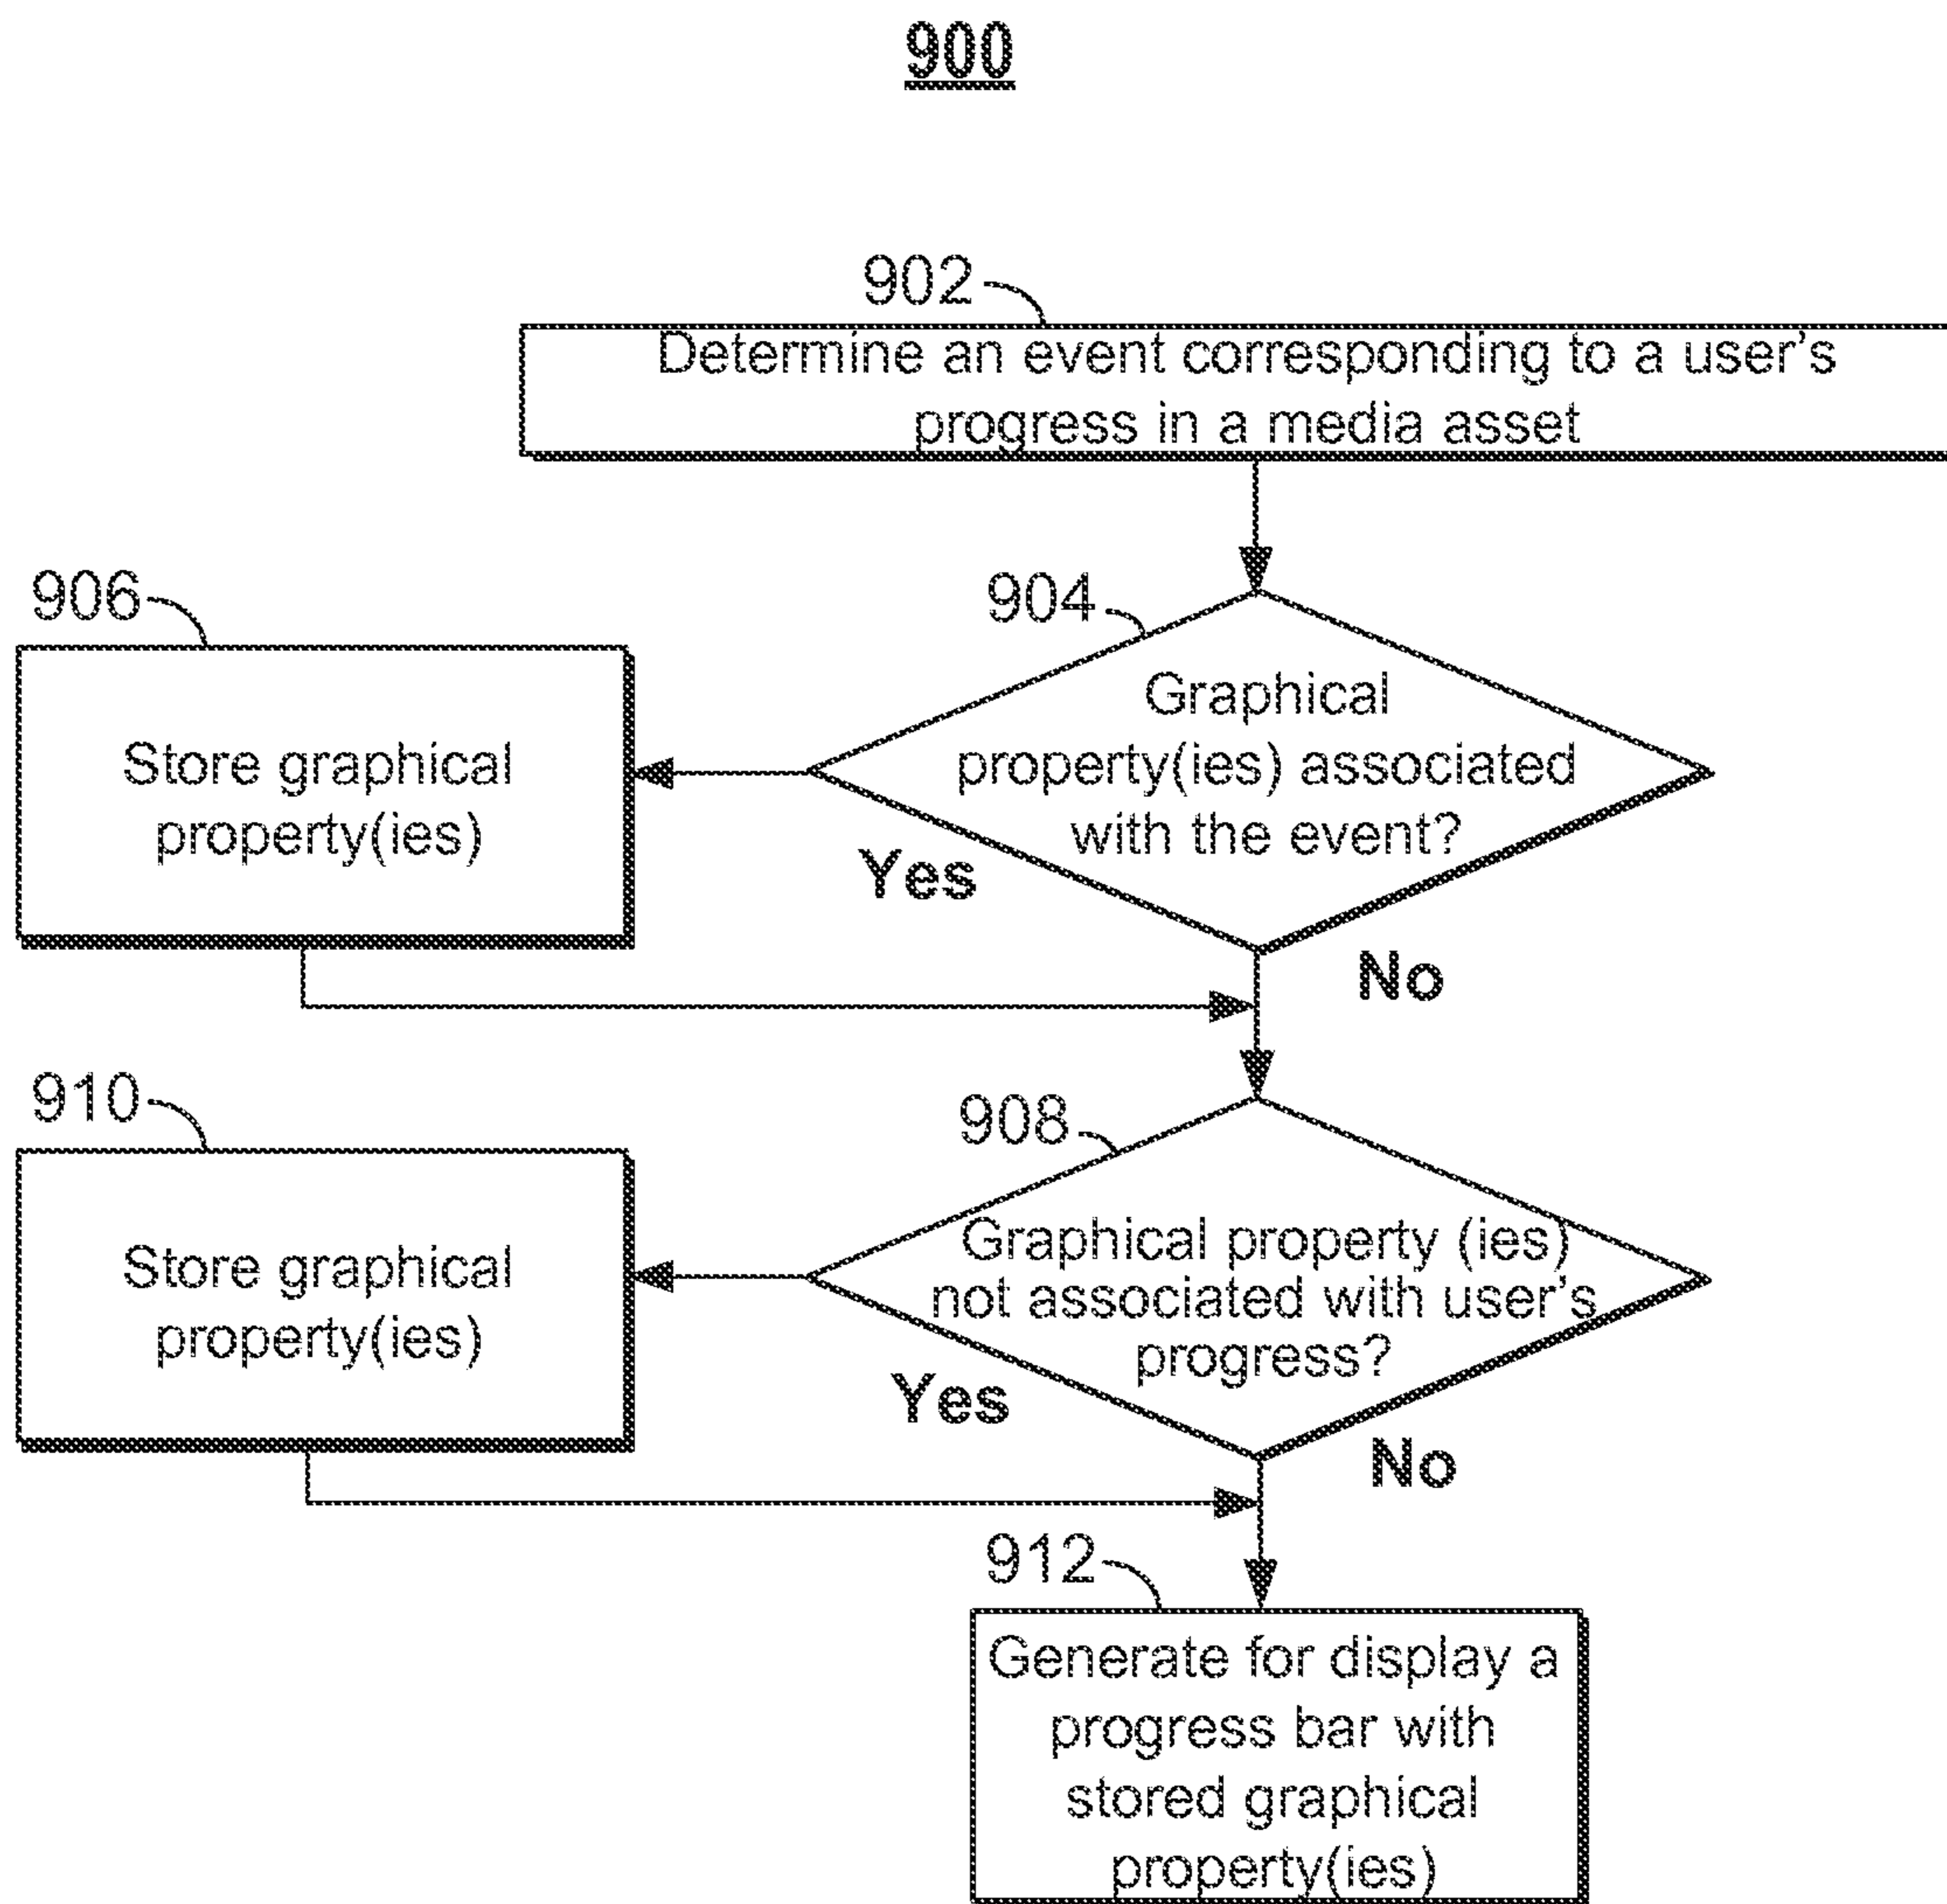 900
902
Determine an event corresponding to a user's
progress in a media asset
904
Graphical
property(ies) associated
with the event?
Yes
No
906
Store graphical
property(ies)
908
Graphical property (ies)
not associated with user's
progress?
Yes
No
910
Store graphical
property(ies)
912
Generate for display a
progress bar with
stored graphical
property(ies)